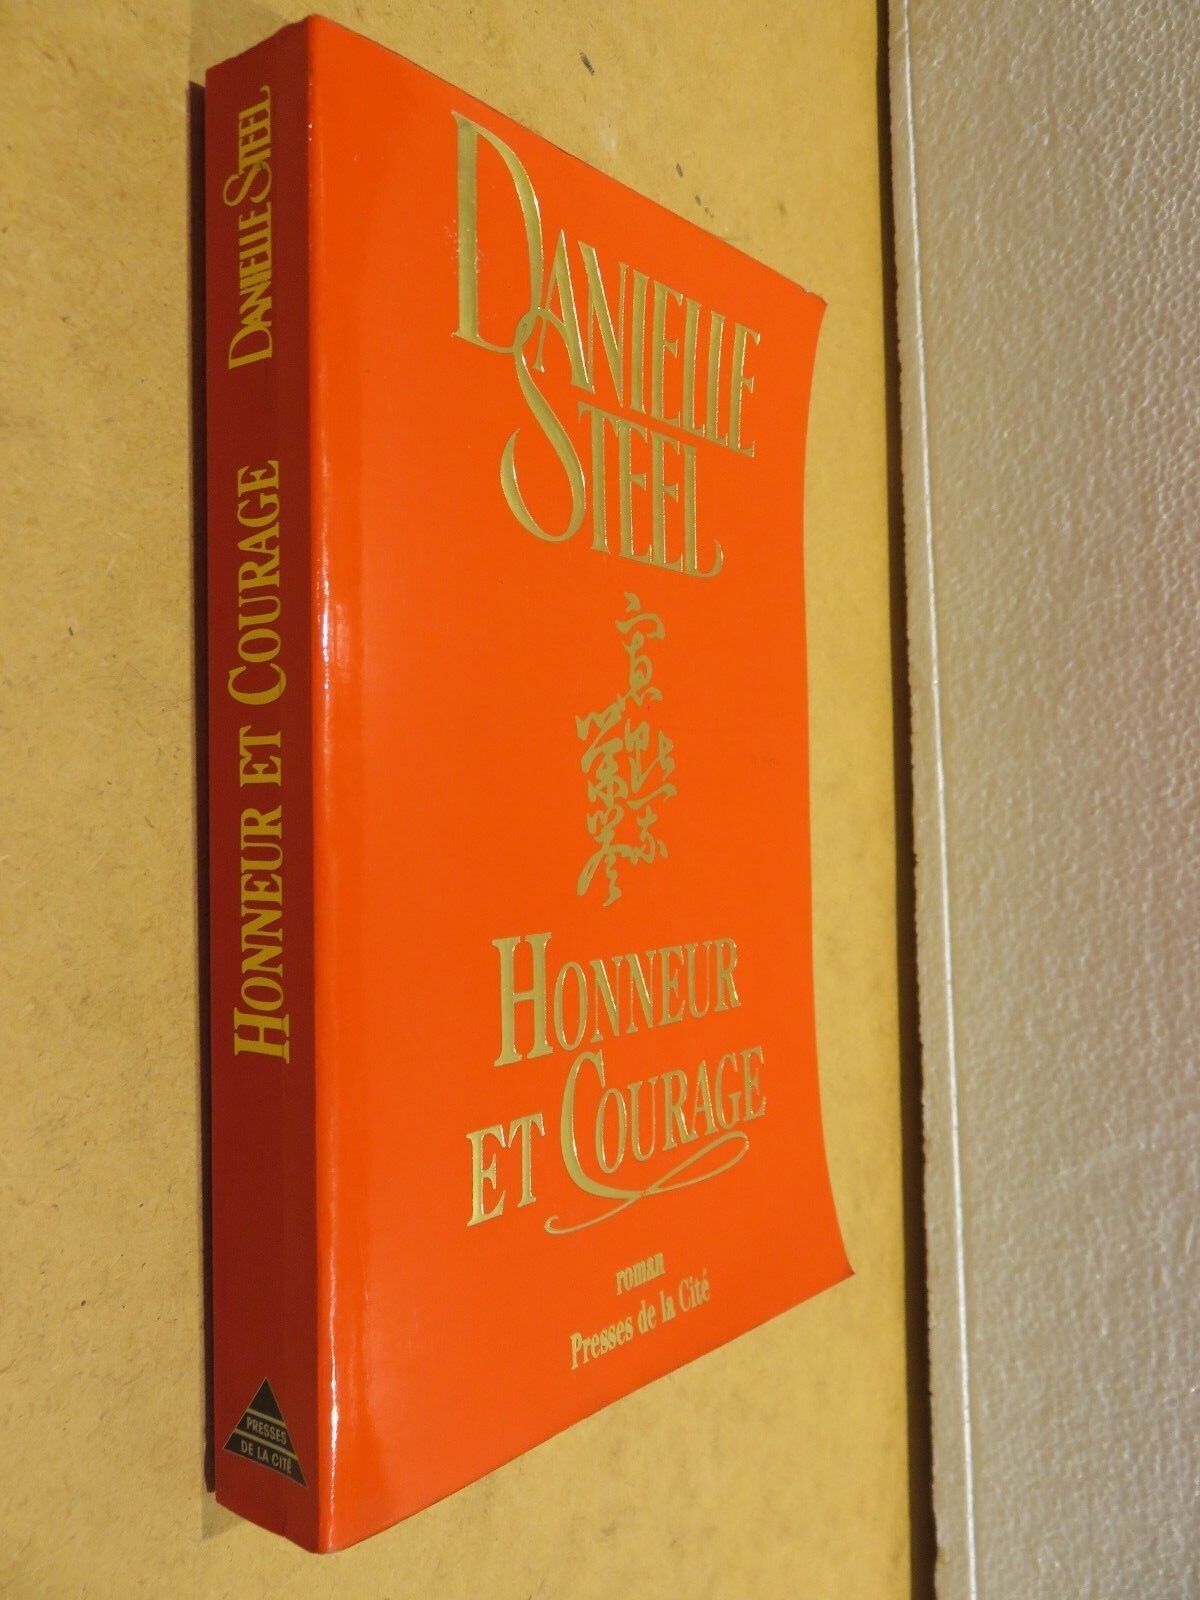 DANIELLE
STEEL
HONNEUR
ET COURAGE
roman
Presses de la Cité
HONNEUR ET COURAGE DANIELLE STEEL
PRESSES
DE LA CITÉ